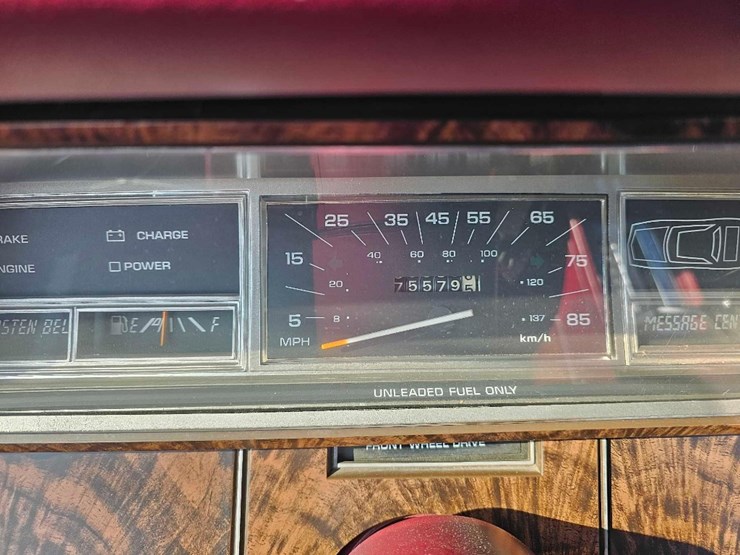 RAKE
NGINE
CHARGE
POWER
STEN BEL
E F
5 15 25 35 45 55 65 75 85
20 40 60 80 100 120 137
8
75579
MPH
km/h
MESSAGE CEN
UNLEADED FUEL ONLY
FRONT WHEEL DRIVE